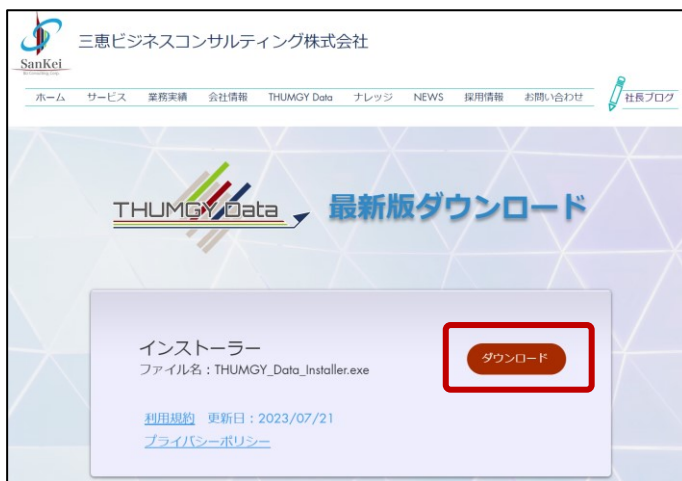 三恵ビジネスコンサルティング株式会社
SanKei
ホーム サービス 業務実績 会社情報 THUMGY Data ナレッジ NEWS 採用情報 お問い合わせ 社長ブログ
THUMGY Data 最新版ダウンロード
インストーラー
ファイル名：THUMGY_Data_Installer.exe
ダウンロード
利用規約 更新日：2023/07/21
プライバシーポリシー